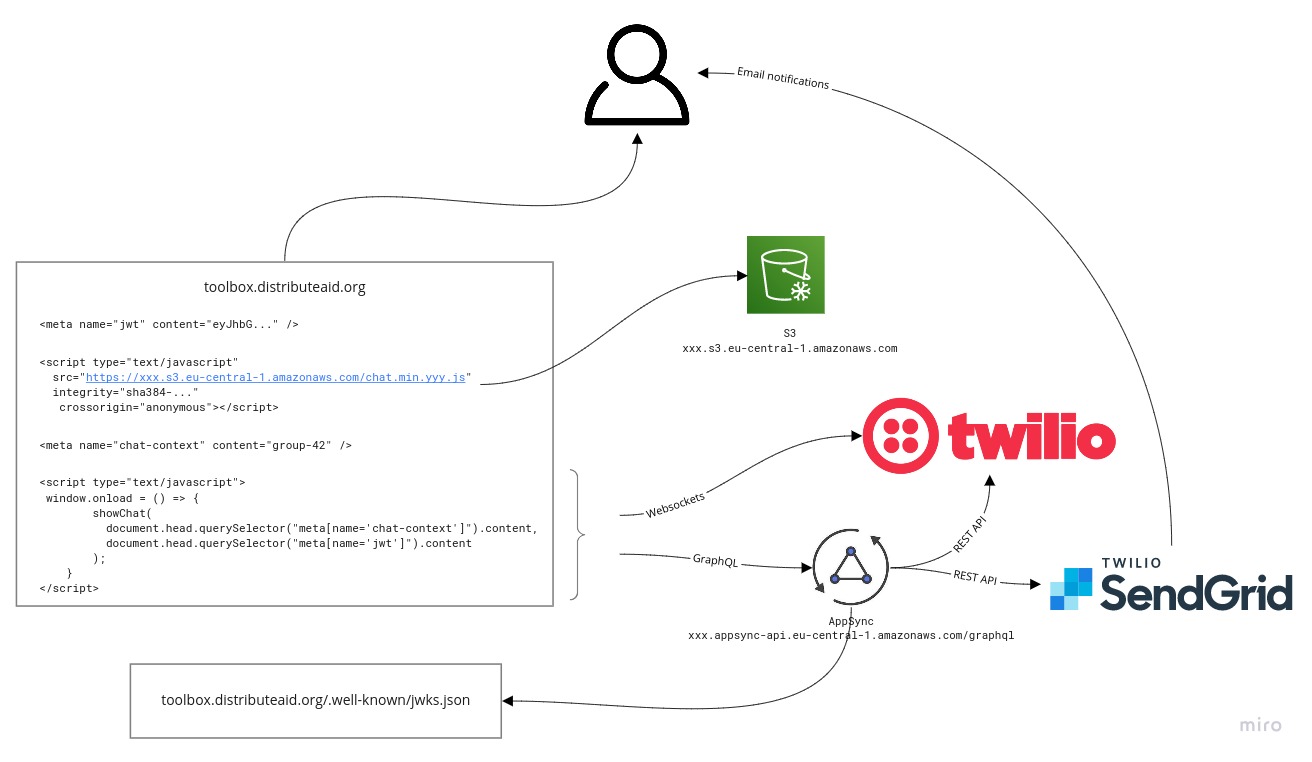 Email notifications
toolbox.distributeaid.org
<meta name="jwt" content="eyJhbG..." />
<script type="text/javascript"
src="https://xxx.s3.eu-central-1.amazonaws.com/chat.min.yyy.js"
integrity="sha384-..."
crossorigin="anonymous"></script>
<meta name="chat-context" content="group-42" />
<script type="text/javascript">
window.onload = () => {
showChat(
document.head.querySelector("meta[name='chat-context']").content,
document.head.querySelector("meta[name='jwt']").content
);
}
</script>
S3
xxx.s3.eu-central-1.amazonaws.com
twilio
Websockets
GraphQL
REST API
REST API
TWILIO
SendGrid
AppSync
xxx.appsync-api.eu-central-1.amazonaws.com/graphql
toolbox.distributeaid.org/.well-known/jwks.json
miro